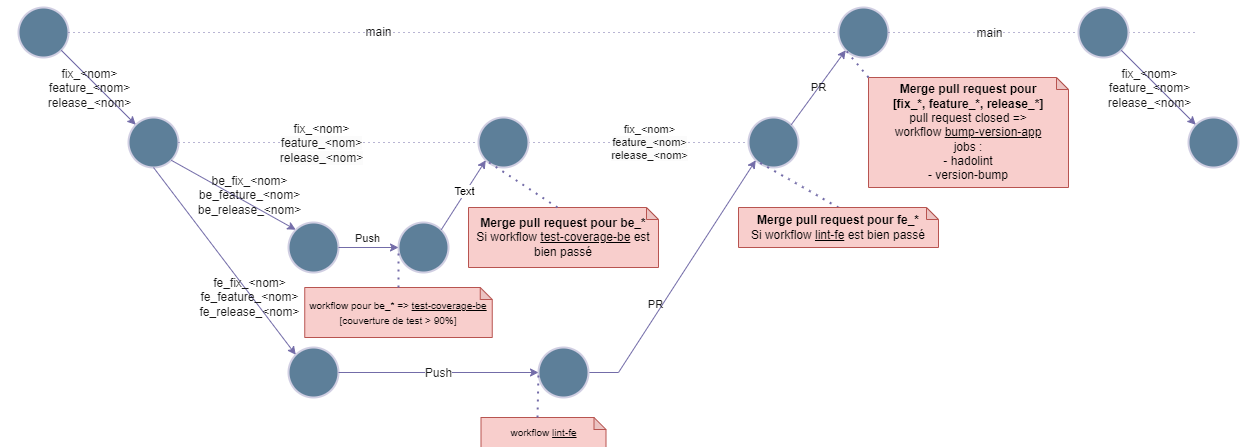 main
main
fix_<nom>
feature_<nom>
release_<nom>
PR
Merge pull request pour
[fix_*, feature_*, release_*]
pull request closed =>
workflow bump-version-app
jobs :
- hadolint
- version-bump
fix_<nom>
feature_<nom>
release_<nom>
fix_<nom>
feature_<nom>
release_<nom>
fix_<nom>
feature_<nom>
release_<nom>
be_fix_<nom>
be_feature_<nom>
be_release_<nom>
Text
Push
Merge pull request pour be_*
Si workflow test-coverage-be est
bien passé
Merge pull request pour fe_*
Si workflow lint-fe est bien passé
fe_fix_<nom>
fe_feature_<nom>
fe_release_<nom>
workflow pour be_* => test-coverage-be
[couverture de test > 90%]
PR
Push
workflow lint-fe